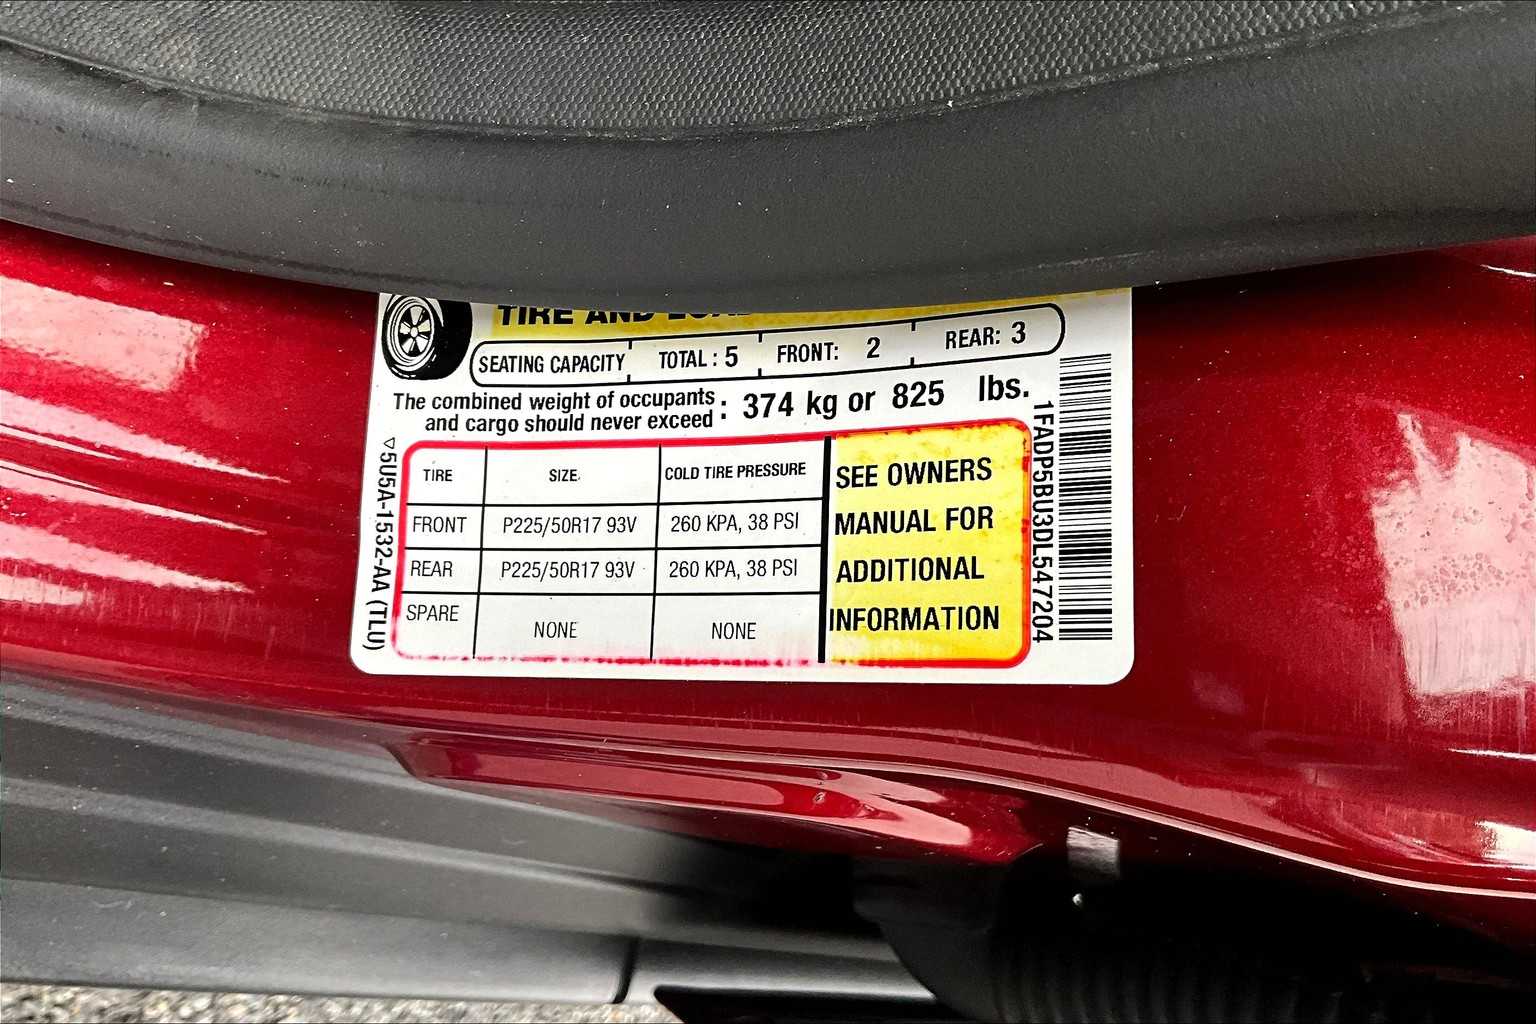 TIRE AND
SEATING CAPACITY TOTAL : 5 FRONT: 2 REAR: 3
The combined weight of occupants
and cargo should never exceed : 374 kg or 825 lbs.
TIRE SIZE COLD TIRE PRESSURE
FRONT P225/50R17 93V 260 KPA, 38 PSI
REAR P225/50R17 93V 260 KPA, 38 PSI
SPARE NONE NONE
SEE OWNERS
MANUAL FOR
ADDITIONAL
INFORMATION
▽5U5A-1532-AA (TLU)
1FADP5BU3DL547204